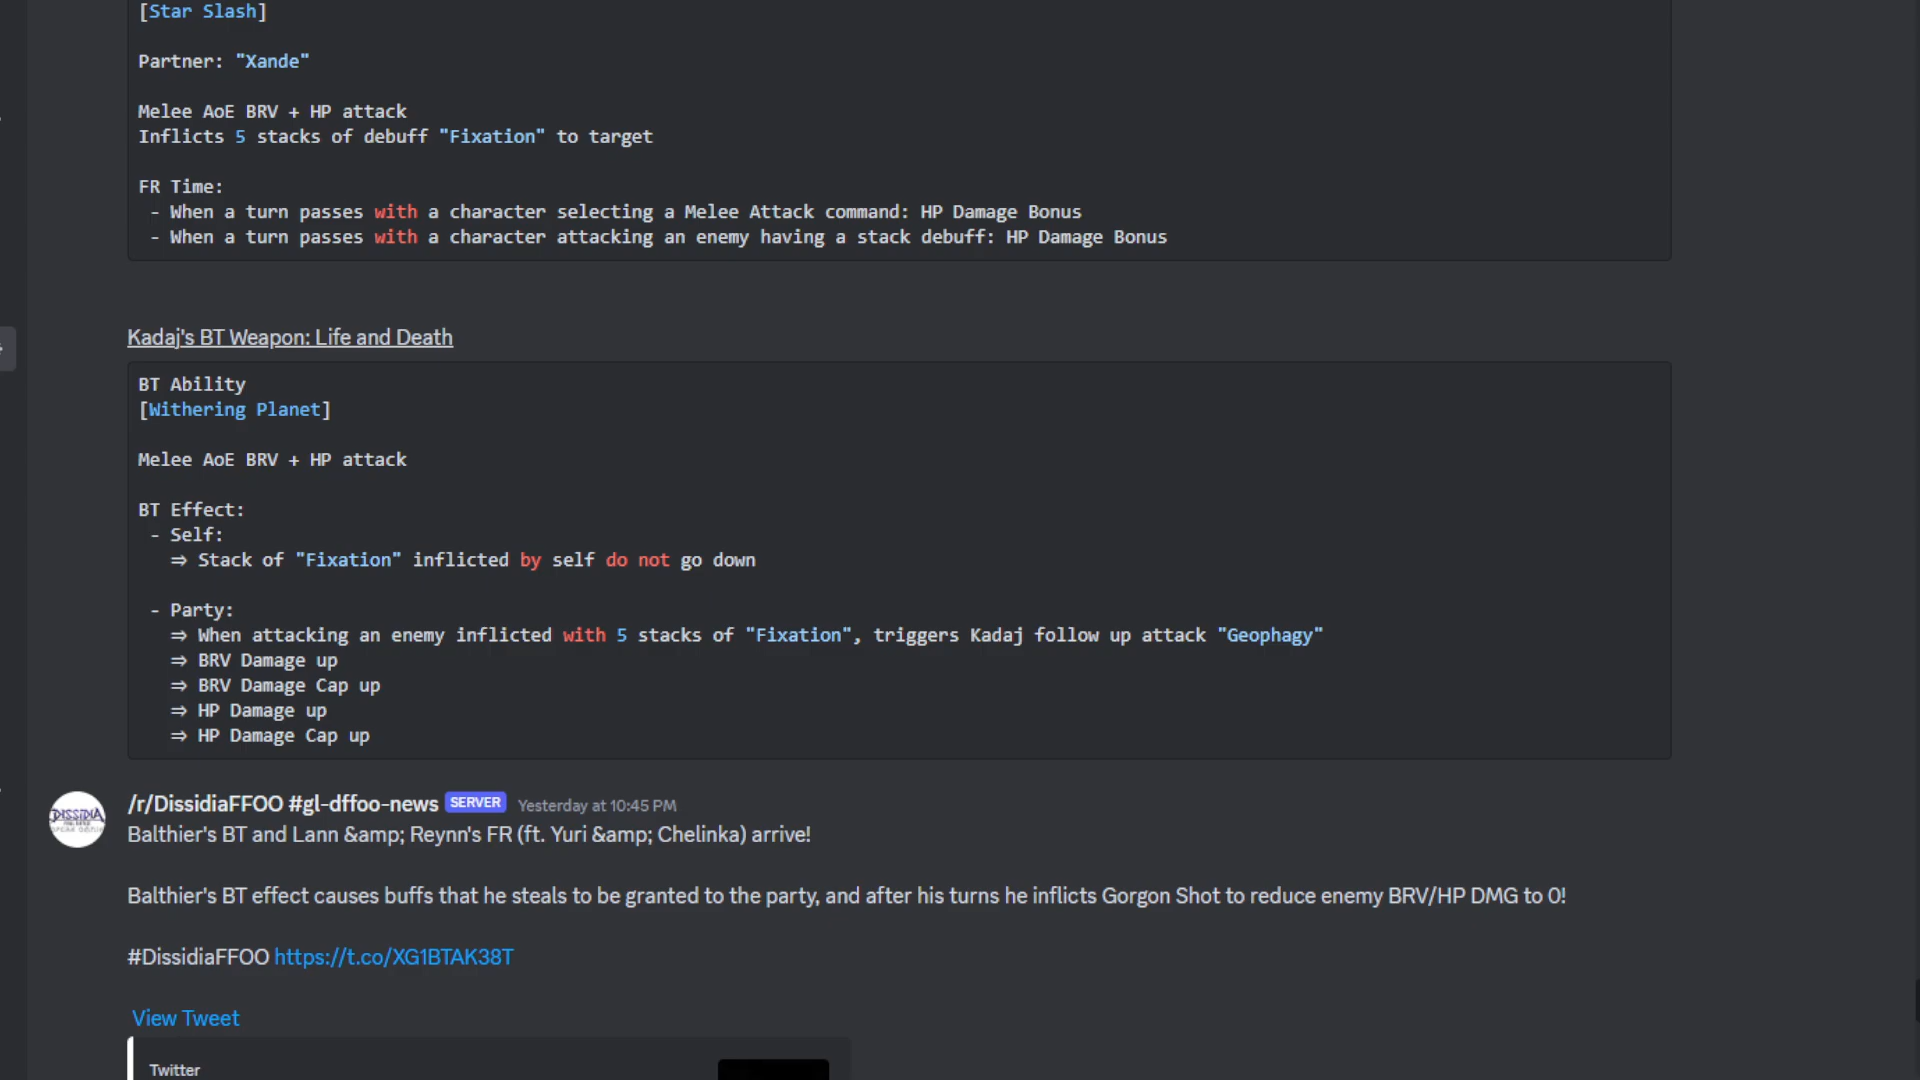 [Star Slash]
Partner: "Xande"
Melee AoE BRV + HP attack
Inflicts 5 stacks of debuff "Fixation" to target
FR Time:
- When a turn passes with a character selecting a Melee Attack command: HP Damage Bonus
- When a turn passes with a character attacking an enemy having a stack debuff: HP Damage Bonus
Kadaj's BT Weapon: Life and Death
BT Ability
[Withering Planet]
Melee AoE BRV + HP attack
BT Effect:
- Self:
⇒ Stack of "Fixation" inflicted by self do not go down
- Party:
⇒ When attacking an enemy inflicted with 5 stacks of "Fixation", triggers Kadaj follow up attack "Geophagy"
⇒ BRV Damage up
⇒ BRV Damage Cap up
⇒ HP Damage up
⇒ HP Damage Cap up
/r/DissidiaFFOO #gl-dffoo-news SERVER Yesterday at 10:45 PM
Balthier's BT and Lann &amp; Reynn's FR (ft. Yuri &amp; Chelinka) arrive!
Balthier's BT effect causes buffs that he steals to be granted to the party, and after his turns he inflicts Gorgon Shot to reduce enemy BRV/HP DMG to 0!
#DissidiaFFOO https://t.co/XG1BTAK38T
View Tweet
Twitter